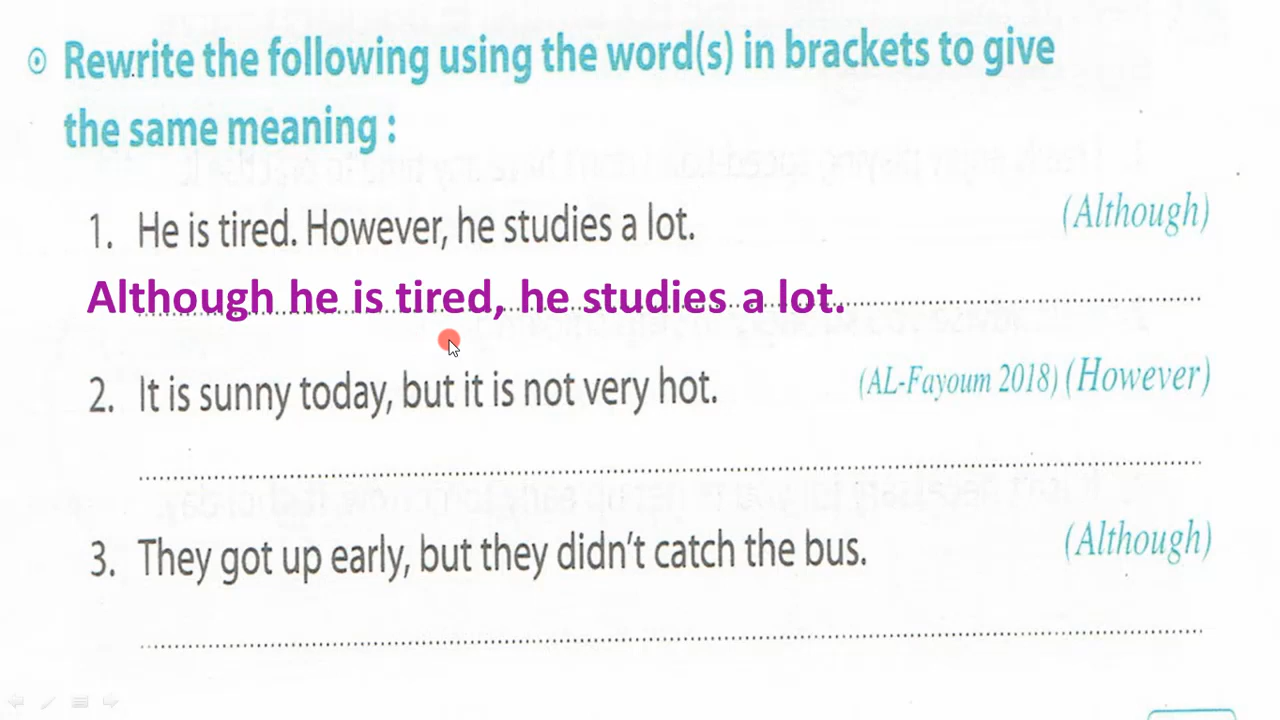 Rewrite the following using the word(s) in brackets to give
the same meaning :
1. He is tired. However, he studies a lot. (Although)
Although he is tired, he studies a lot.
2. It is sunny today, but it is not very hot. (AL-Fayoum 2018) (However)
3. They got up early, but they didn't catch the bus. (Although)